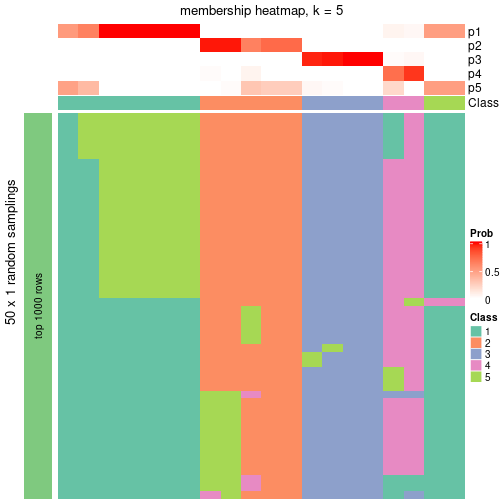 membership heatmap, k = 5
p1
p2
p3
p4
p5
Class
50 x 1 random samplings
top 1000 rows
Prob
1
0.5
0
Class
1
2
3
4
5